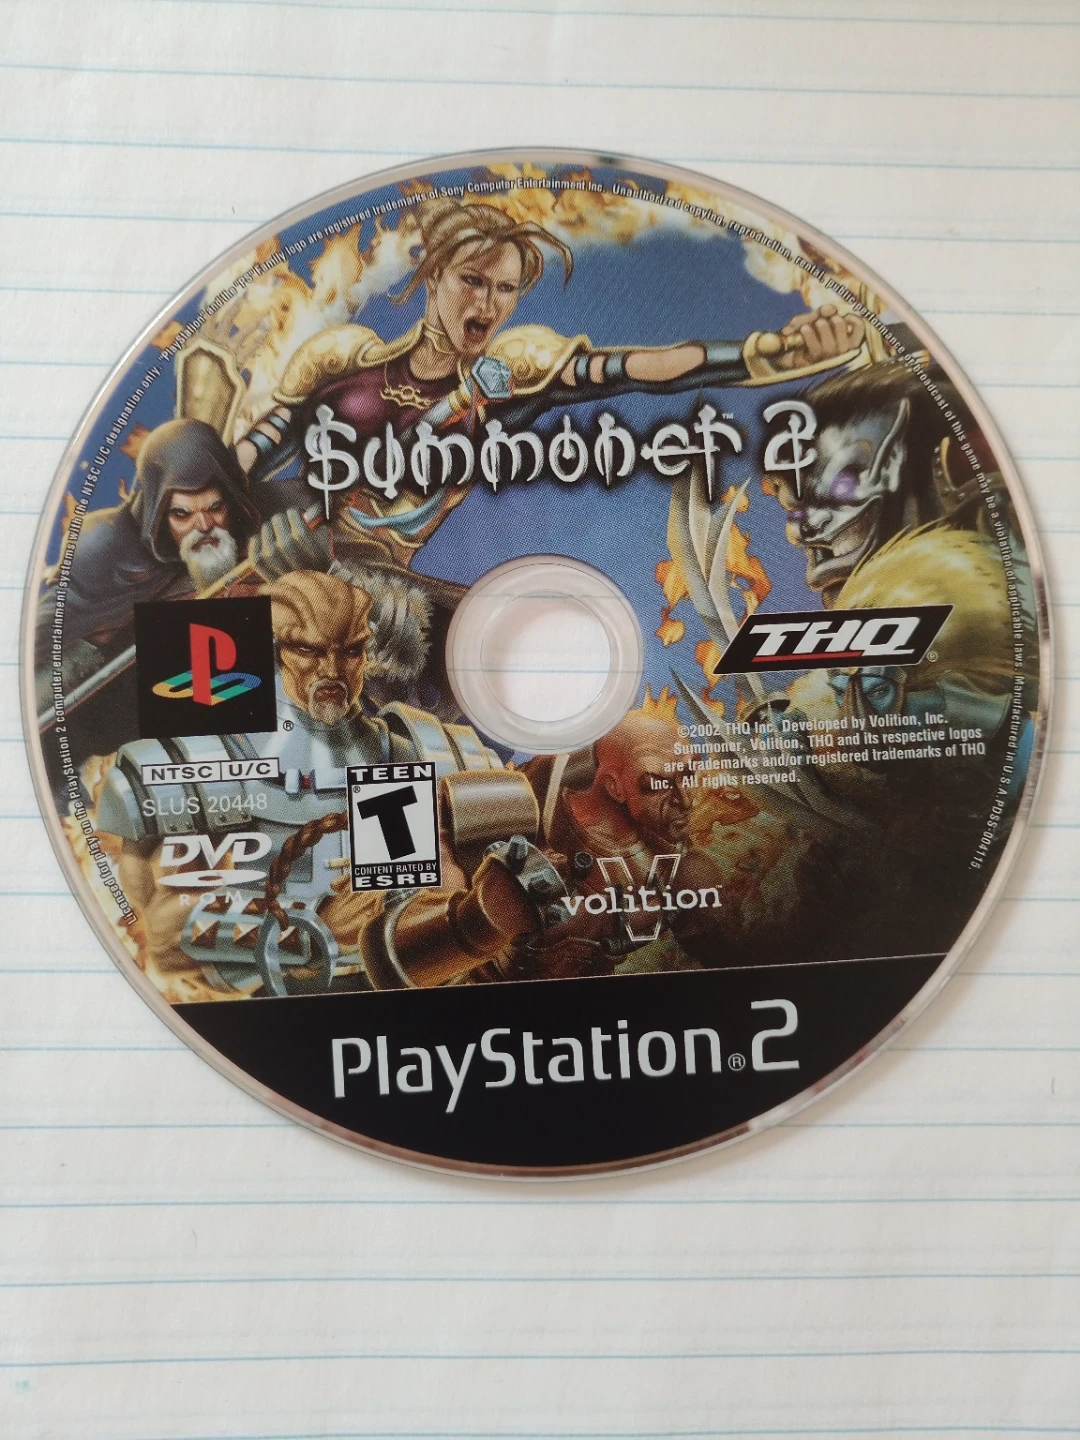 Licensed for play on the PlayStation 2 computer entertainment systems with the NTSC U/C designation only. "PlayStation" and the "PS" Family logo are registered trademarks of Sony Computer Entertainment Inc. Unauthorized copying, reproduction, rental, public performance or broadcast of this game may be a violation of applicable laws. Manufactured in U.S.A PDSS-004115.
Summoner™ 2
THQ®
®
©2002 THQ Inc. Developed by Volition, Inc.
Summoner, Volition, THQ and its respective logos
are trademarks and/or registered trademarks of THQ
Inc. All rights reserved.
NTSC U/C
SLUS 20448
DVD
ROM
TEEN
®
T
CONTENT RATED BY
ESRB
V
volition™
PlayStation®2